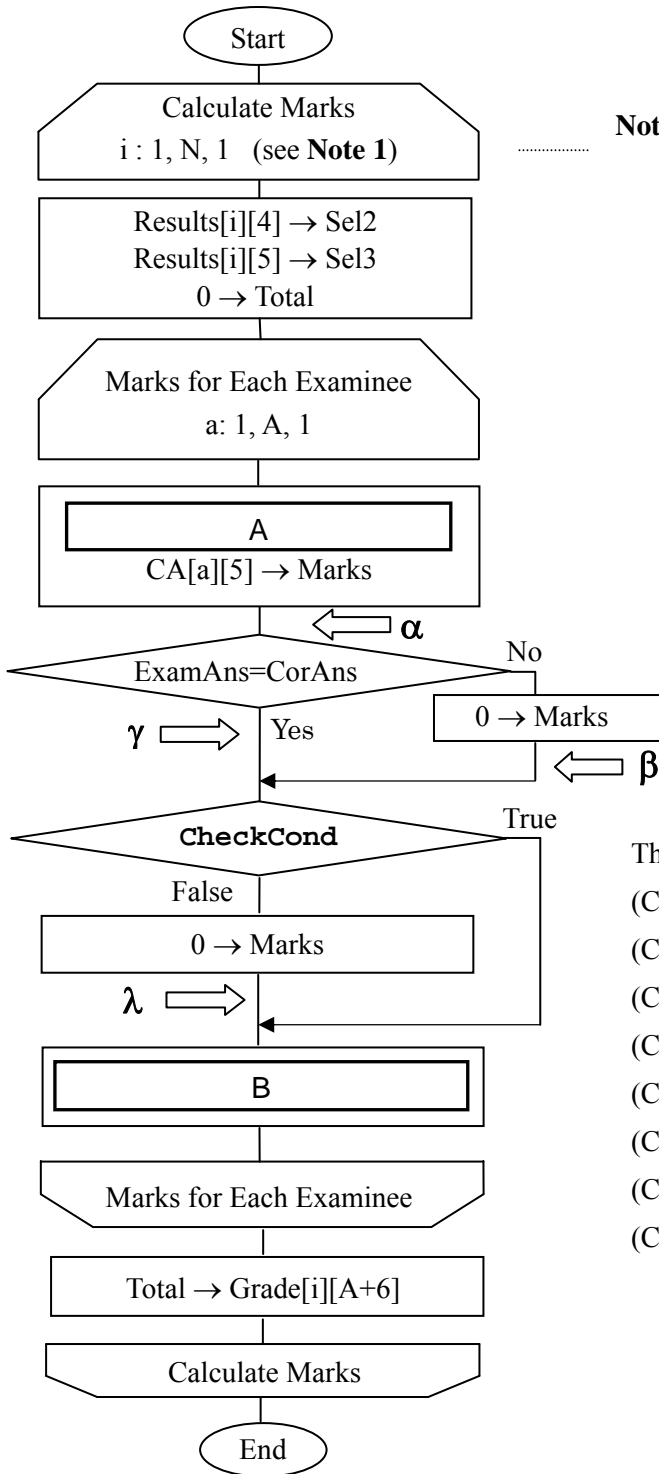 Start
Calculate Marks
i : 1, N, 1 (see Note 1)
Not
Results[i][4] → Sel2
Results[i][5] → Sel3
0 → Total
Marks for Each Examinee
a: 1, A, 1
A
CA[a][5] → Marks
α
ExamAns=CorAns
No
0 → Marks
γ
Yes
β
CheckCond
True
False
0 → Marks
λ
Th
(C
(C
(C
(C
(C
(C
(C
(C
B
Marks for Each Examinee
Total → Grade[i][A+6]
Calculate Marks
End